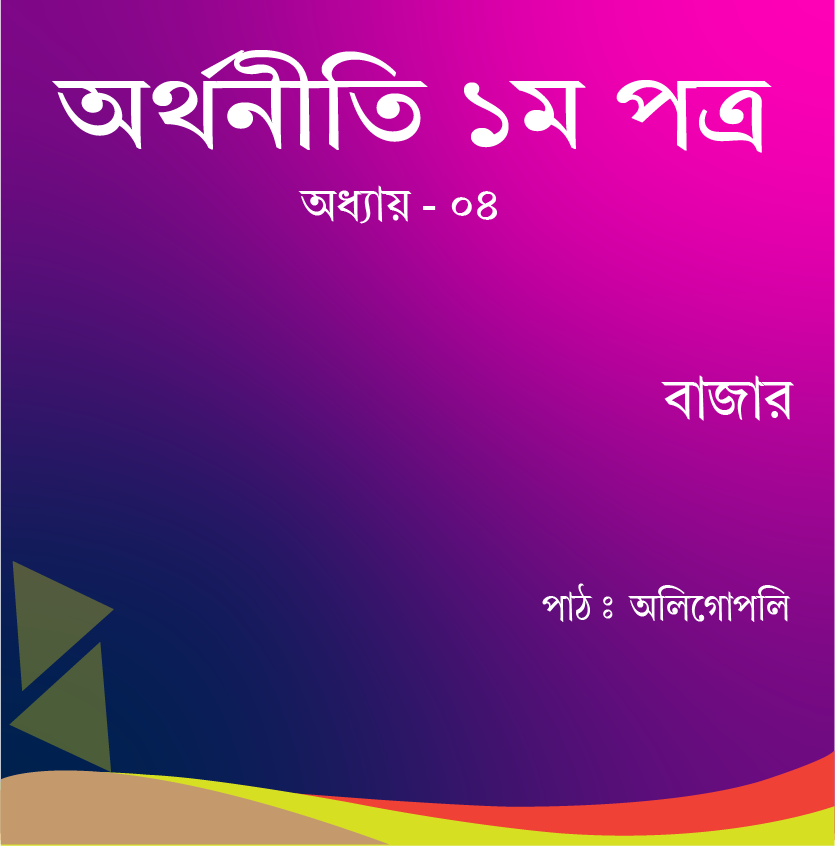 অর্থনীতি ১ম পত্র
অধ্যায় - ০৪
বাজার
পাঠ ঃ অলিগোপলি